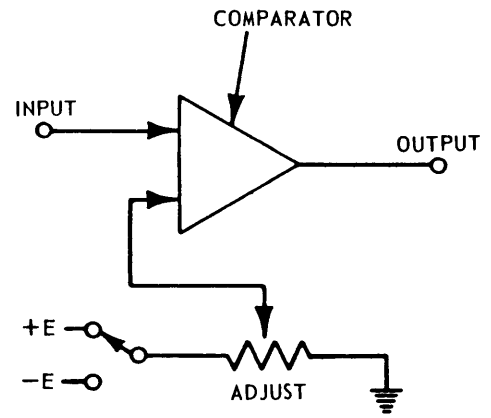 COMPARATOR
INPUT
OUTPUT
+E
-E
ADJUST